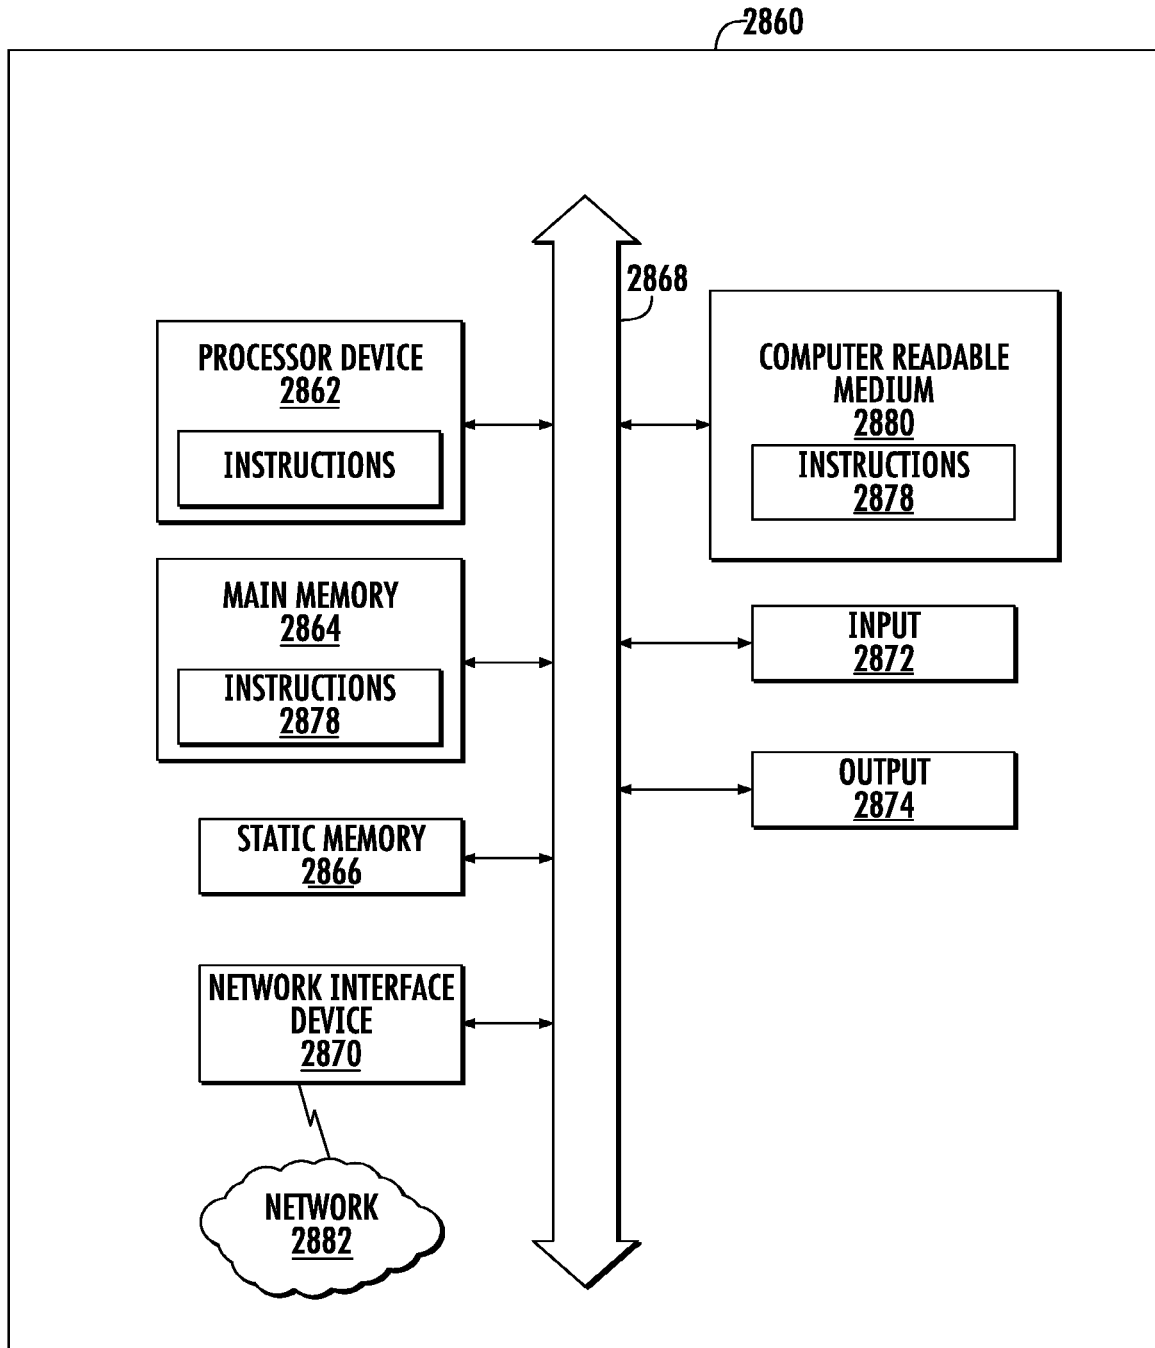 2860
2868
PROCESSOR DEVICE
2862
INSTRUCTIONS
COMPUTER READABLE
MEDIUM
2880
INSTRUCTIONS
2878
MAIN MEMORY
2864
INSTRUCTIONS
2878
INPUT
2872
OUTPUT
2874
STATIC MEMORY
2866
NETWORK INTERFACE
DEVICE
2870
NETWORK
2882